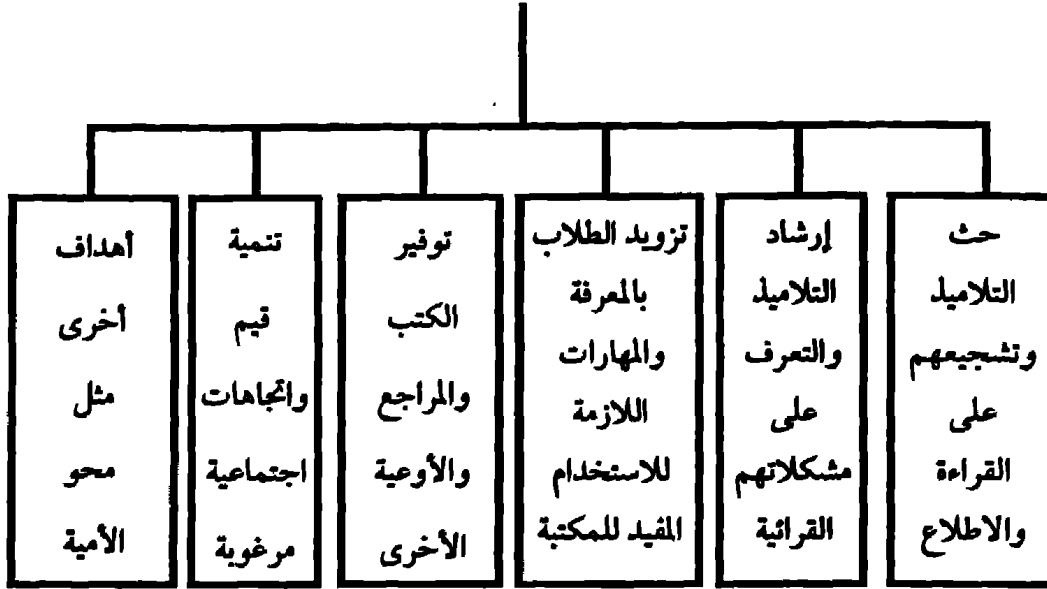 حث
التلاميذ
وتشجيعهم
على
القراءة
والاطلاع
إرشاد
التلاميذ
والتعرف
على
مشكلاتهم
القرائية
تزويد الطلاب
بالمعرفة
والمهارات
اللازمة
للاستخدام
المفيد للمكتبة
توفير
الكتب
والمراجع
والأوعية
الأخرى
تنمية
قيم
واتجاهات
اجتماعية
مرغوبة
أهداف
أخرى
مثل
محو
الأمية